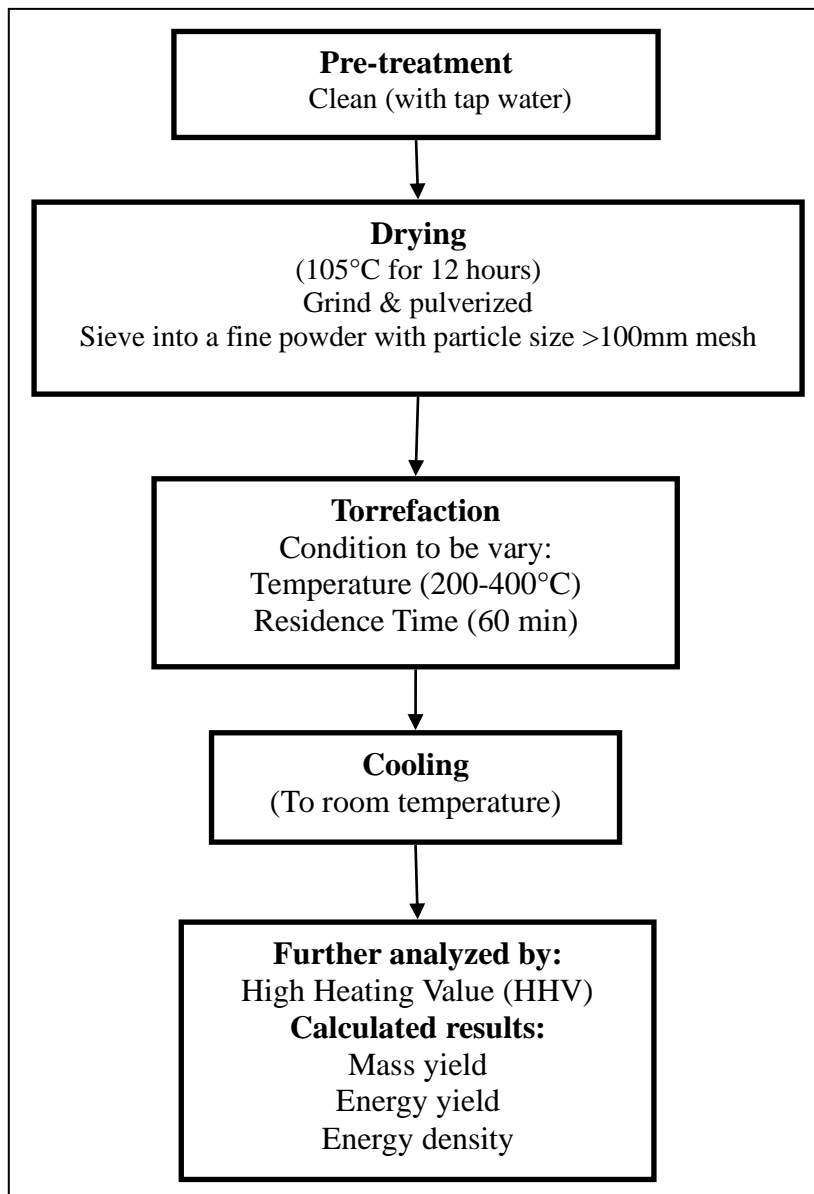 Pre-treatment
Clean (with tap water)
Drying
(105°C for 12 hours)
Grind & pulverized
Sieve into a fine powder with particle size >100mm mesh
Torrefaction
Condition to be vary:
Temperature (200-400°C)
Residence Time (60 min)
Cooling
(To room temperature)
Further analyzed by:
High Heating Value (HHV)
Calculated results:
Mass yield
Energy yield
Energy density